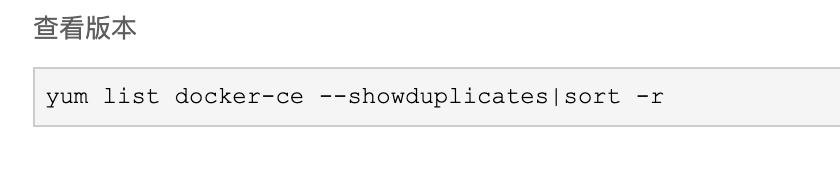 查看版本
yum list docker-ce --showduplicates|sort -r